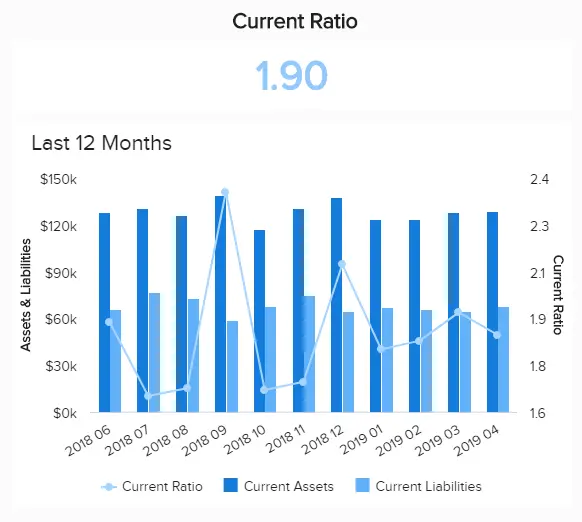 Current Ratio
1.90
Last 12 Months
$150k
$120k
$90k
$60k
$30k
$0k
Assets & Liabilities
2.4
2.3
2.1
1.9
1.8
1.6
Current Ratio
2018 06
2018 07
2018 08
2018 09
2018 10
2018 11
2018 12
2019 01
2019 02
2019 03
2019 04
Current Ratio Current Assets Current Liabilities